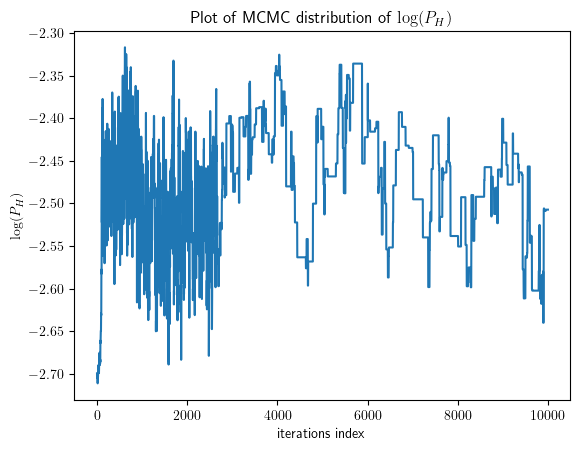 Plot of MCMC distribution of log(P_H)
−2.30
−2.35
−2.40
−2.45
−2.50
−2.55
−2.60
−2.65
−2.70
log(P_H)
0 2000 4000 6000 8000 10000
iterations index